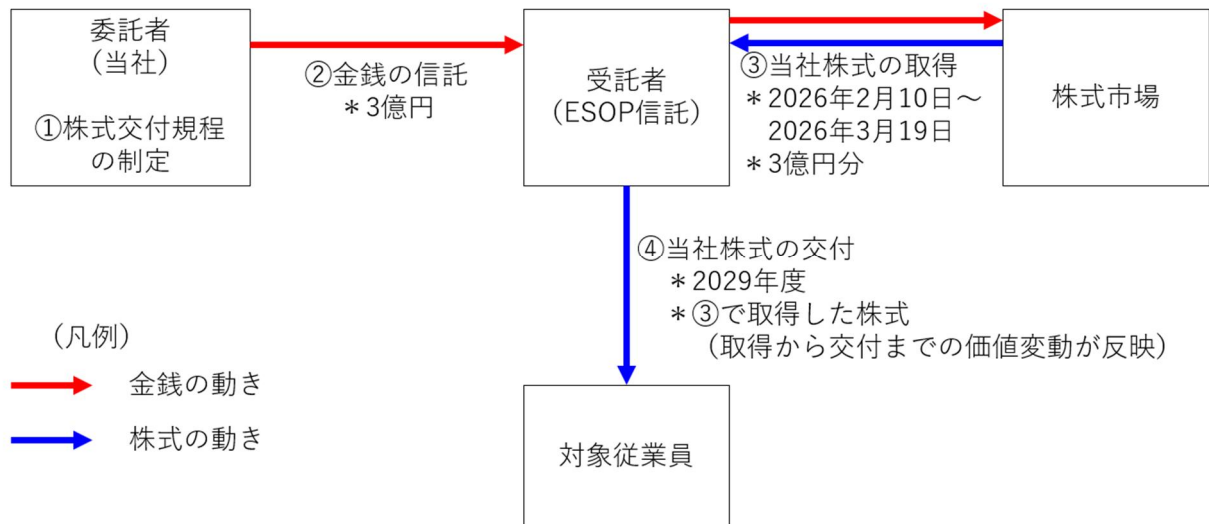 委託者
（当社）
①株式交付規程
の制定
②金銭の信託
＊3億円
受託者
（ESOP信託）
③当社株式の取得
＊2026年2月10日～
2026年3月19日
＊3億円分
株式市場
④当社株式の交付
＊2029年度
＊③で取得した株式
（取得から交付までの価値変動が反映）
（凡例）
金銭の動き
株式の動き
対象従業員